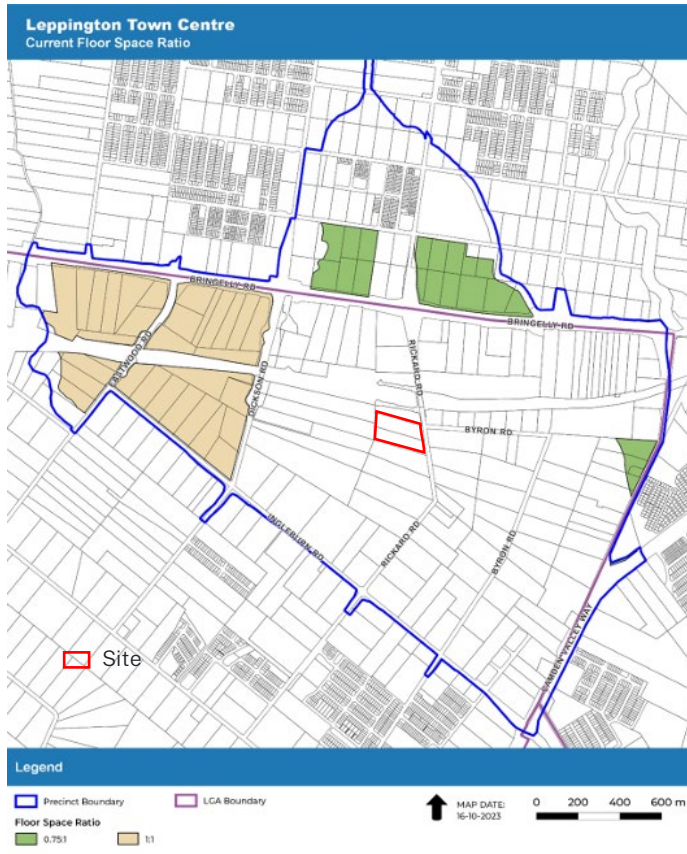 Leppington Town Centre
Current Floor Space Ratio
BRINGELLY RD
BRINGELLY RD
EASTWOOD RD
DICKSON RD
RICKARD RD
BYRON RD
INGLEBURN RD
RICKARD RD
BYRON RD
CAMDEN VALLEY WAY
Site
Legend
Precinct Boundary
LGA Boundary
Floor Space Ratio
0.75:1
1:1
MAP DATE:
16-10-2023
0 200 400 600 m